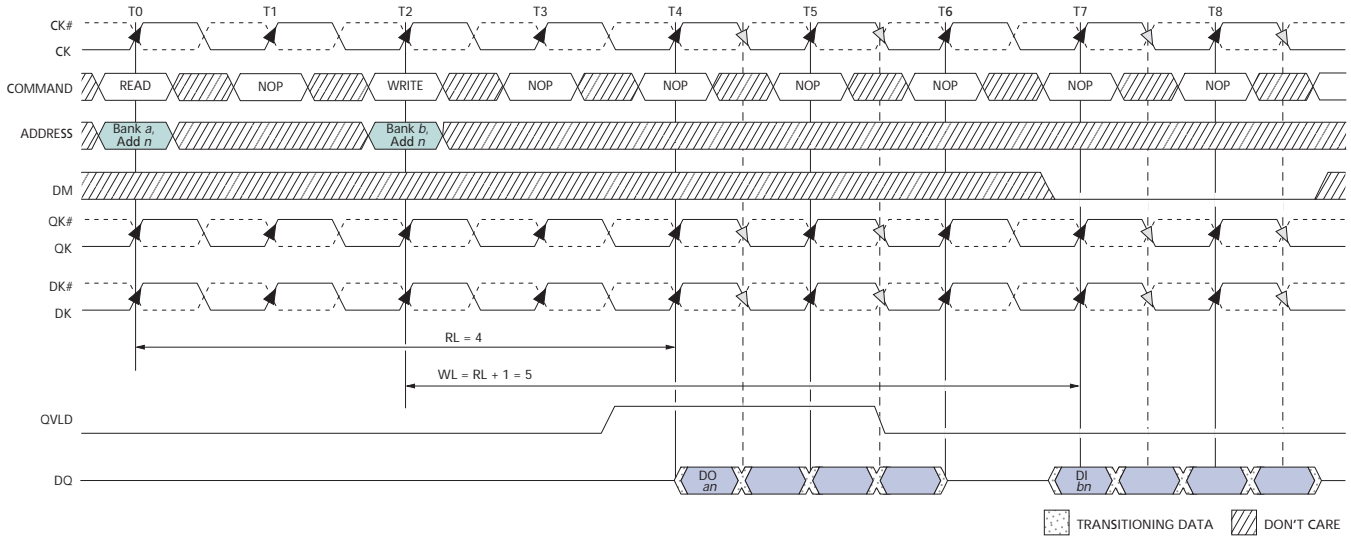 T0 T1 T2 T3 T4 T5 T6 T7 T8
CK#
CK
COMMAND READ NOP WRITE NOP NOP NOP NOP NOP NOP
ADDRESS Bank a, Bank b,
Add n Add n
DM
QK#
QK
DK#
DK
RL = 4
WL = RL + 1 = 5
QVLD
DQ DO DI
an bn
TRANSITIONING DATA DON'T CARE